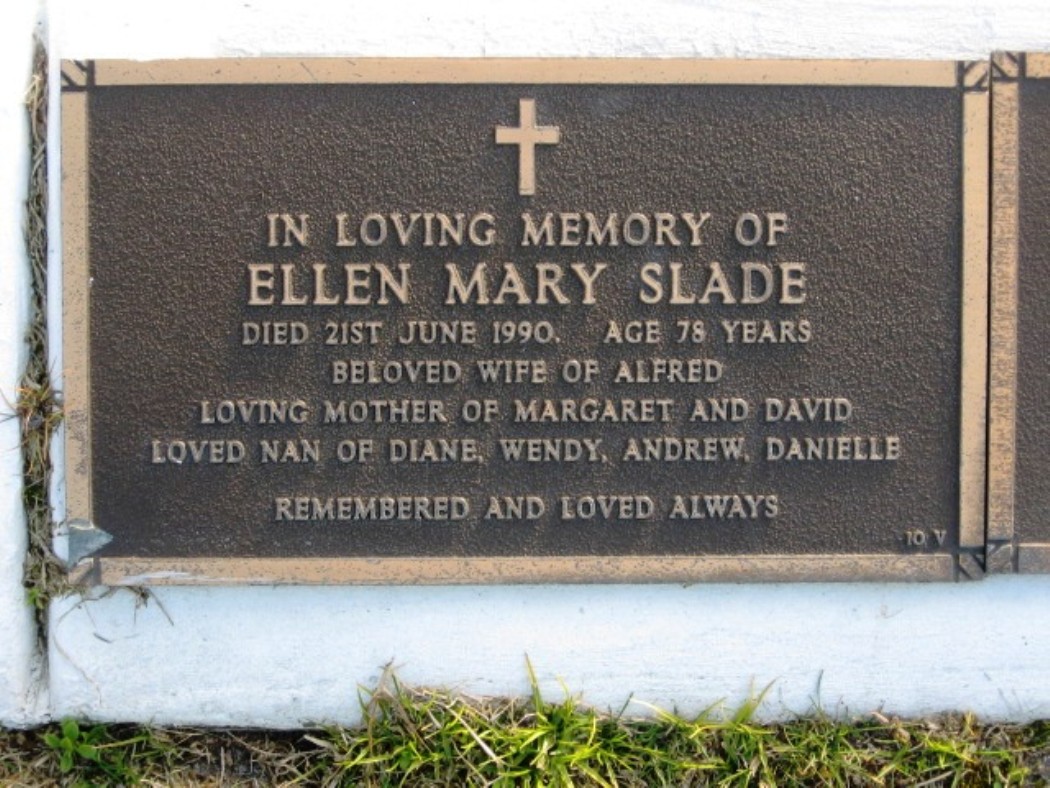 IN LOVING MEMORY OF
ELLEN MARY SLADE
DIED 21ST JUNE 1990. AGE 78 YEARS
BELOVED WIFE OF ALFRED
LOVING MOTHER OF MARGARET AND DAVID
LOVED NAN OF DIANE, WENDY, ANDREW, DANIELLE
REMEMBERED AND LOVED ALWAYS
10 V